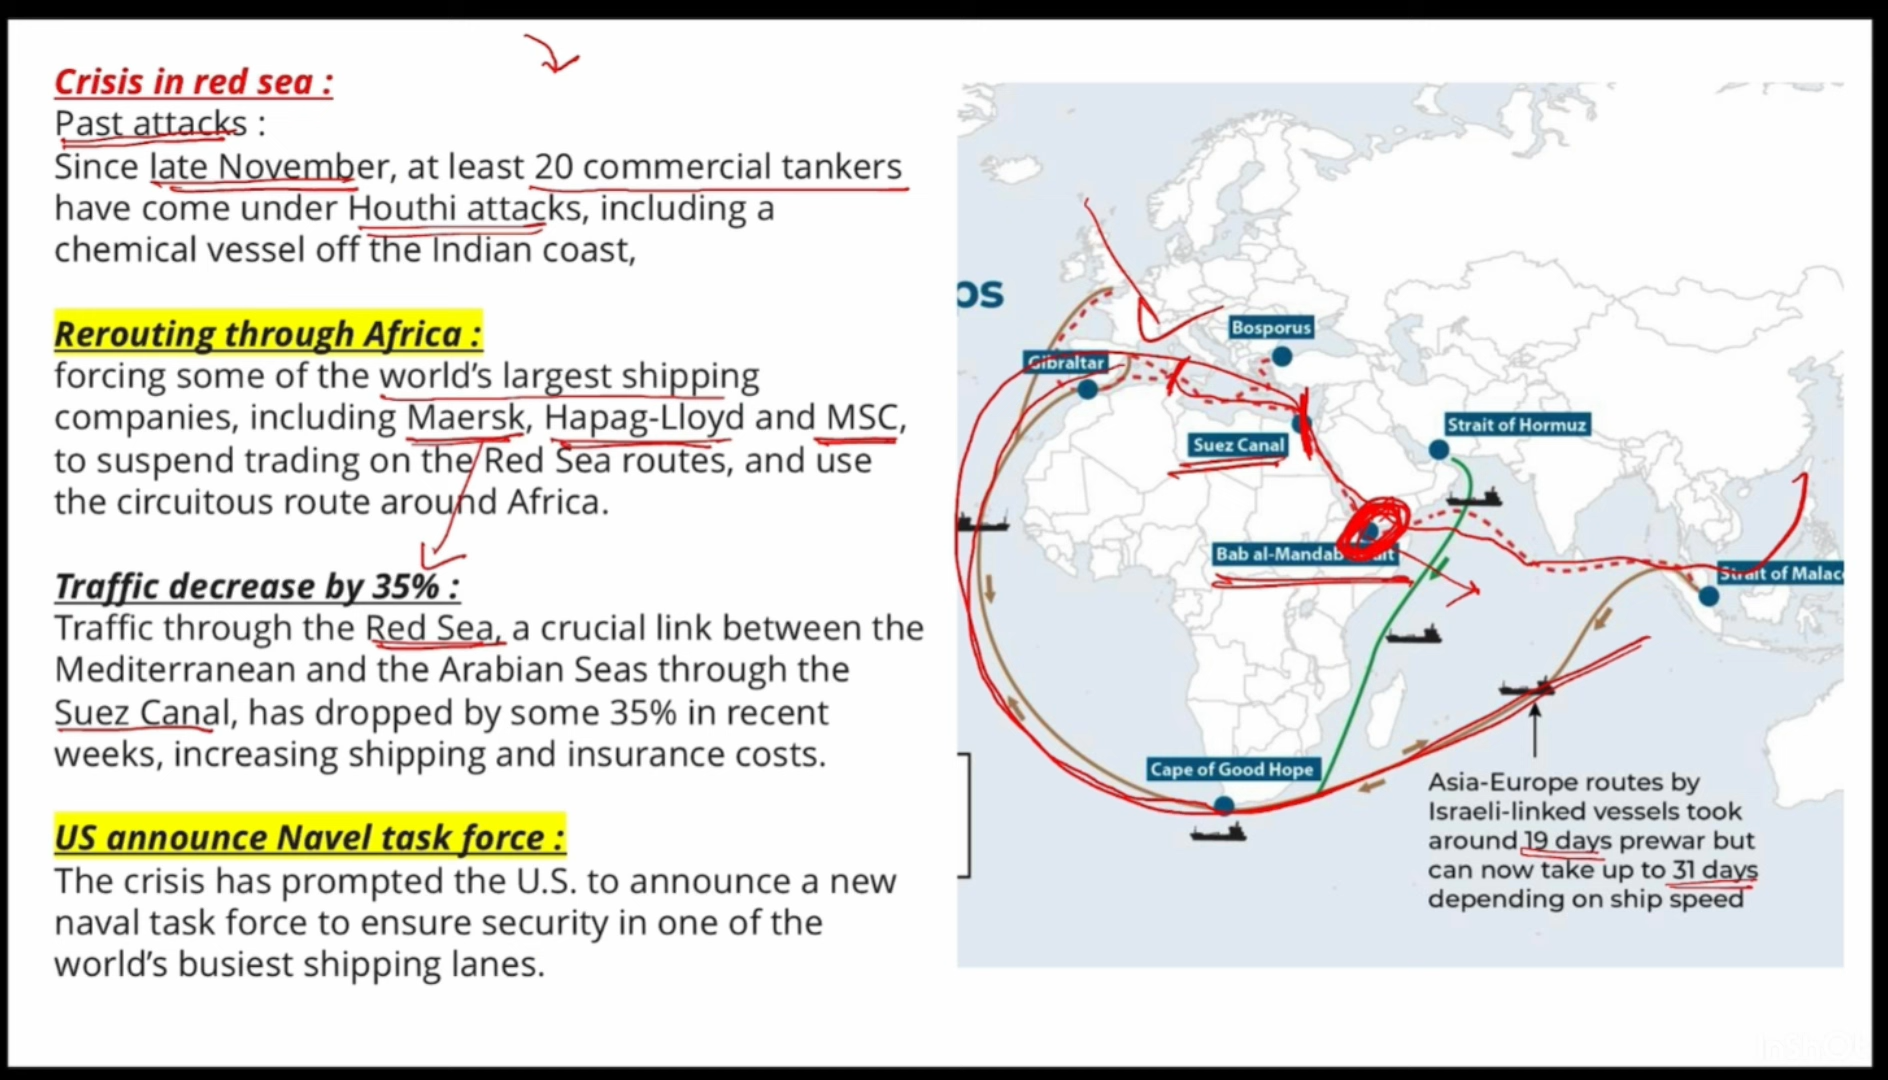 Crisis in red sea :
Past attacks :
Since late November, at least 20 commercial tankers
have come under Houthi attacks, including a
chemical vessel off the Indian coast,
Rerouting through Africa :
forcing some of the world's largest shipping
companies, including Maersk, Hapag-Lloyd and MSC,
to suspend trading on the Red Sea routes, and use
the circuitous route around Africa.
Traffic decrease by 35% :
Traffic through the Red Sea, a crucial link between the
Mediterranean and the Arabian Seas through the
Suez Canal, has dropped by some 35% in recent
weeks, increasing shipping and insurance costs.
US announce Navel task force :
The crisis has prompted the U.S. to announce a new
naval task force to ensure security in one of the
world's busiest shipping lanes.
ps
Bosporus
Gibraltar
Strait of Hormuz
Suez Canal
Bab al-Mandab
Strait of Malac
Cape of Good Hope
Asia-Europe routes by
Israeli-linked vessels took
around 19 days prewar but
can now take up to 31 days
depending on ship speed